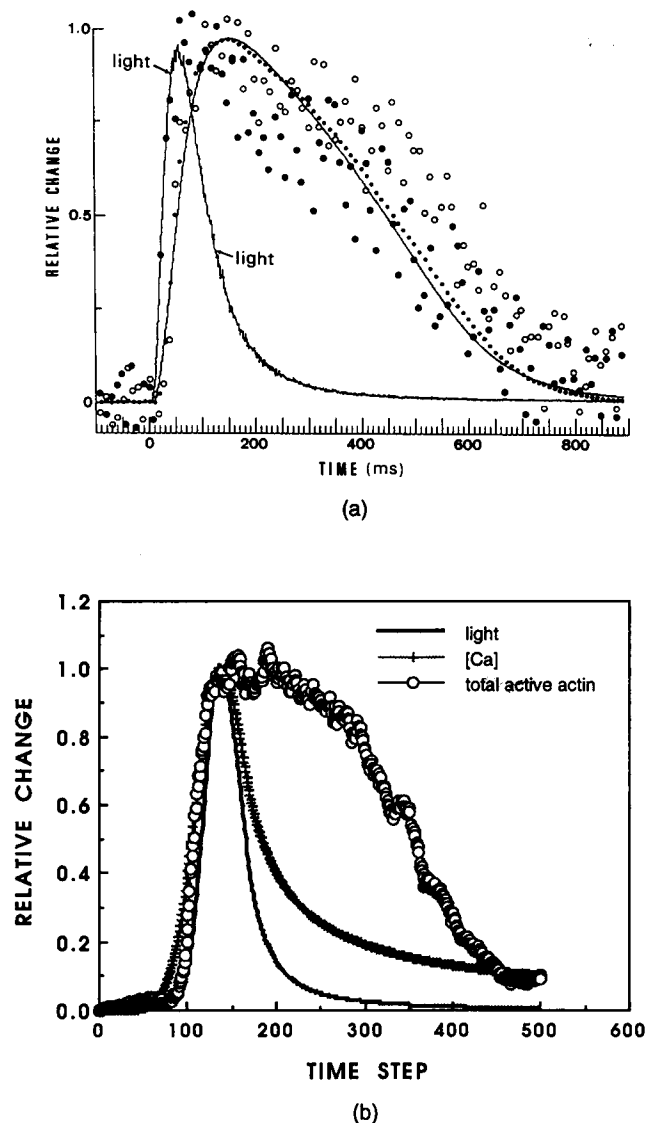 1.0
light
0.5
light
0
RELATIVE CHANGE
0 200 400 600 800
TIME (ms)
(a)
1.2
1.0
0.8
0.6
0.4
0.2
0.0
RELATIVE CHANGE
light
[Ca]
total active actin
0 100 200 300 400 500 600
TIME STEP
(b)